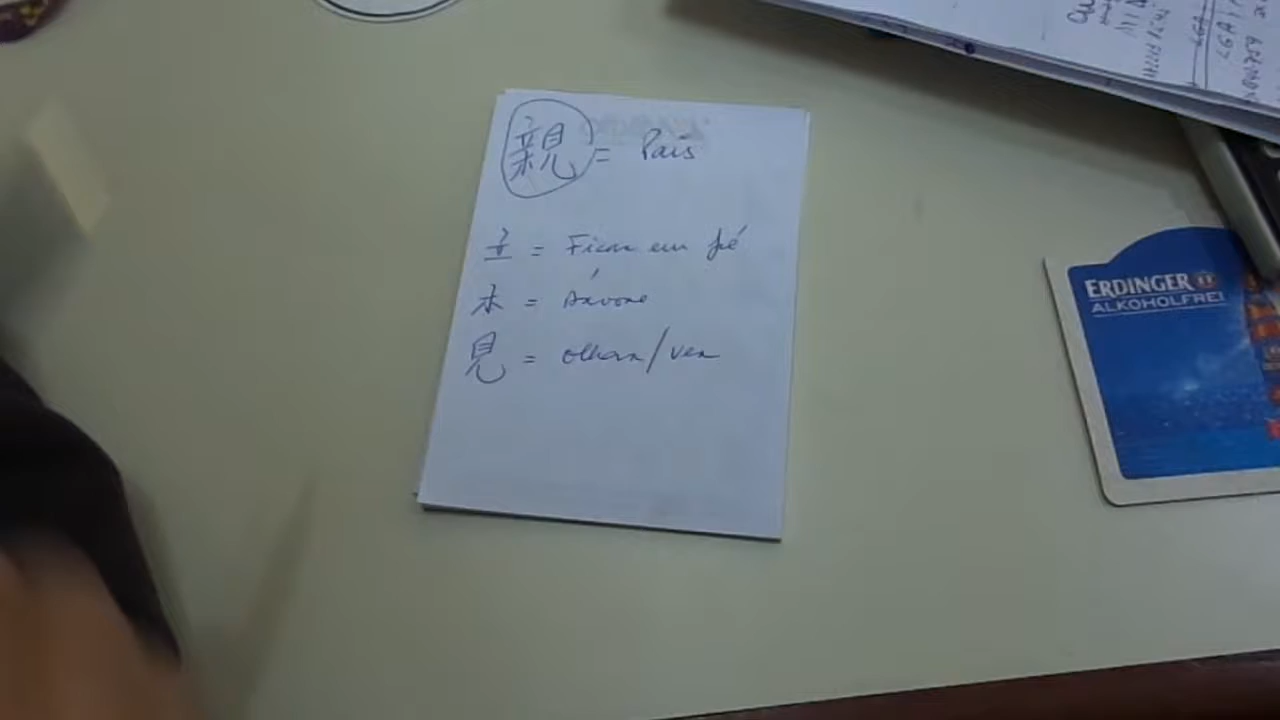 親 = Pais
立 = Ficar em pé
木 = Árvore
見 = olhar/ver
ERDINGER
ALKOHOLFREI